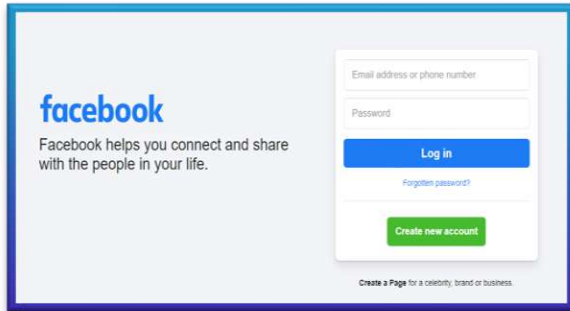 facebook
Facebook helps you connect and share
with the people in your life.
Email address or phone number
Password
Log in
Forgotten password?
Create new account
Create a Page for a celebrity, brand or business.